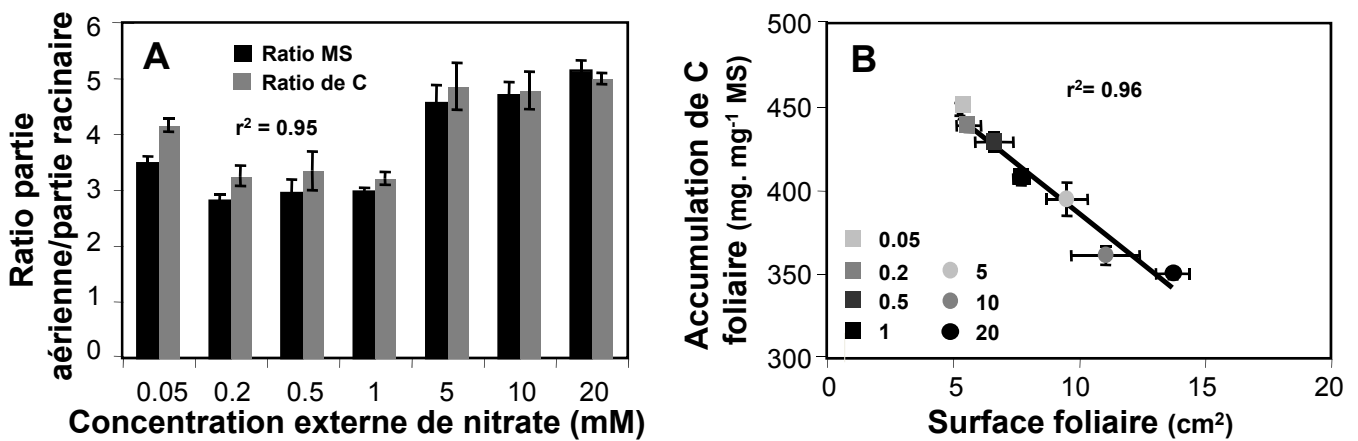 A
Ratio MS
Ratio de C
r² = 0.95
Ratio partie
aérienne/partie racinaire
6
5
4
3
2
1
0
0.05 0.2 0.5 1 5 10 20
Concentration externe de nitrate (mM)
B
r²= 0.96
Accumulation de C
foliaire (mg. mg⁻¹ MS)
500
450
400
350
300
0.05
0.2 5
0.5 10
1 20
0 5 10 15 20
Surface foliaire (cm²)